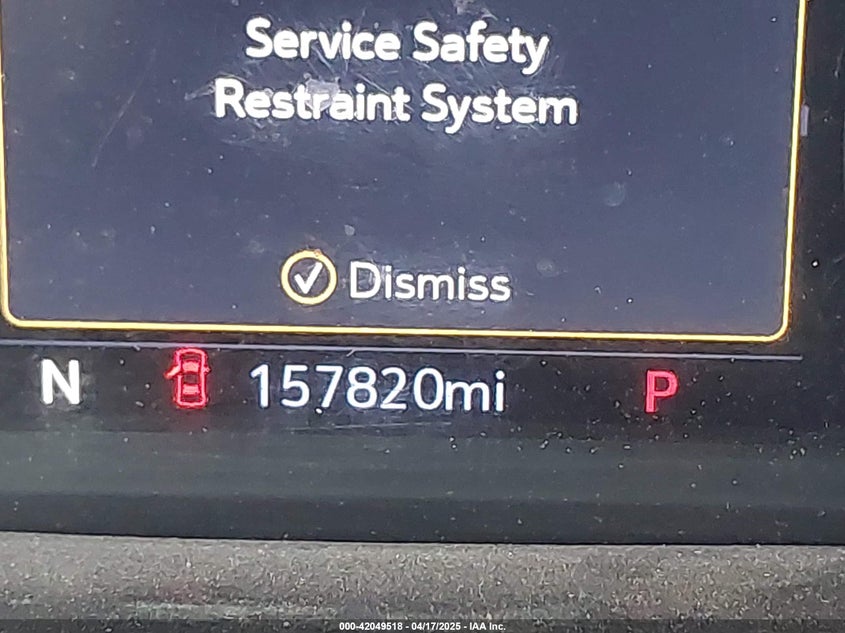 Service Safety
Restraint System
Dismiss
N 157820mi P
000-42049518 - 04/17/2025 - IAA Inc.